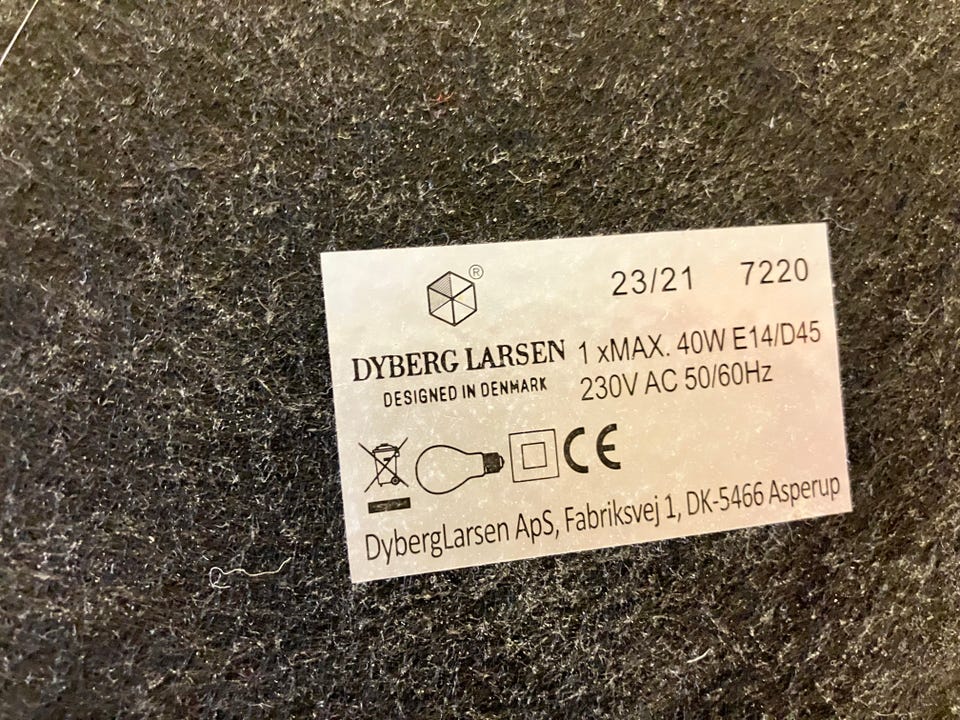 ®
23/21 7220
DYBERG LARSEN
DESIGNED IN DENMARK
1 xMAX. 40W E14/D45
230V AC 50/60Hz
CE
DybergLarsen ApS, Fabriksvej 1, DK-5466 Asperup